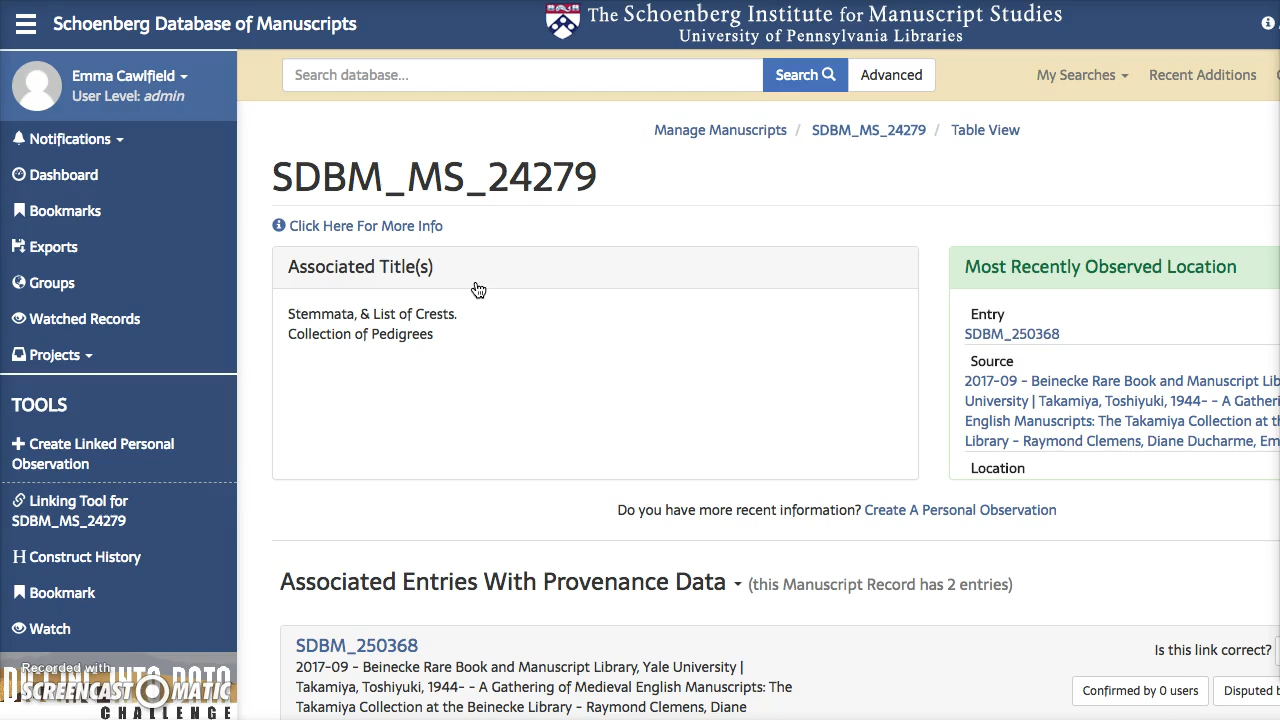 Schoenberg Database of Manuscripts
The Schoenberg Institute for Manuscript Studies
University of Pennsylvania Libraries
Emma Cawlfield
User Level: admin
Search database...
Search
Advanced
My Searches
Recent Additions
Notifications
Dashboard
Bookmarks
Exports
Groups
Watched Records
Projects
TOOLS
Create Linked Personal
Observation
Linking Tool for
SDBM_MS_24279
Construct History
Bookmark
Watch
Recorded with
SCREENCAST MATIC
CHALLENGE
Manage Manuscripts / SDBM_MS_24279 / Table View
SDBM_MS_24279
Click Here For More Info
Associated Title(s)
Stemmata, & List of Crests.
Collection of Pedigrees
Most Recently Observed Location
Entry
SDBM_250368
Source
2017-09 - Beinecke Rare Book and Manuscript Lib
University | Takamiya, Toshiyuki, 1944- - A Gatheri
English Manuscripts: The Takamiya Collection at th
Library - Raymond Clemens, Diane Ducharme, Em
Location
Do you have more recent information? Create A Personal Observation
Associated Entries With Provenance Data (this Manuscript Record has 2 entries)
SDBM_250368
2017-09 - Beinecke Rare Book and Manuscript Library, Yale University |
Takamiya, Toshiyuki, 1944- - A Gathering of Medieval English Manuscripts: The
Takamiya Collection at the Beinecke Library - Raymond Clemens, Diane
Is this link correct?
Confirmed by 0 users
Disputed b